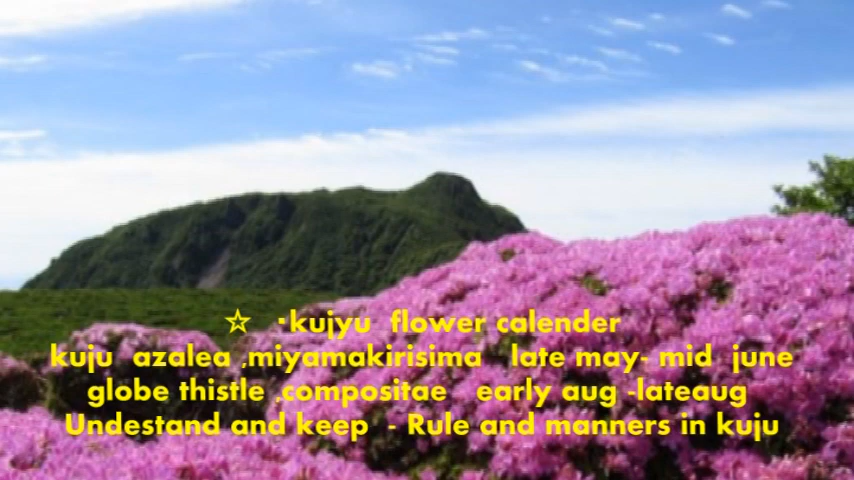 ☆ ・kujyu flower calender
kuju azalea ,miyamakirisima late may- mid june
globe thistle ,compositae early aug -lateaug
Undestand and keep - Rule and manners in kuju